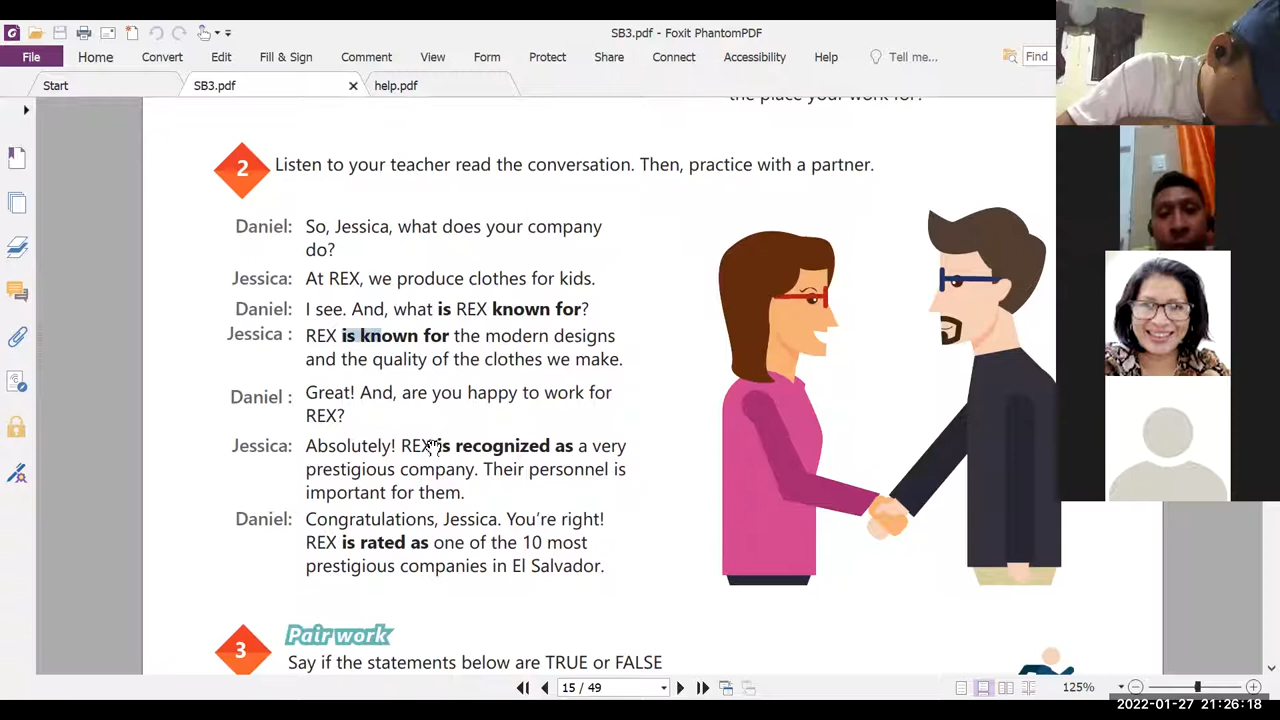 SB3.pdf - Foxit PhantomPDF
File Home Convert Edit Fill & Sign Comment View Form Protect Share Connect Accessibility Help Tell me... Find
Start SB3.pdf help.pdf
the place your work for?
2 Listen to your teacher read the conversation. Then, practice with a partner.
Daniel: So, Jessica, what does your company
do?
Jessica: At REX, we produce clothes for kids.
Daniel: I see. And, what is REX known for?
Jessica : REX is known for the modern designs
and the quality of the clothes we make.
Daniel : Great! And, are you happy to work for
REX?
Jessica: Absolutely! REX is recognized as a very
prestigious company. Their personnel is
important for them.
Daniel: Congratulations, Jessica. You're right!
REX is rated as one of the 10 most
prestigious companies in El Salvador.
3 Pair work
Say if the statements below are TRUE or FALSE
15 / 49
125%
2022-01-27 21:26:18